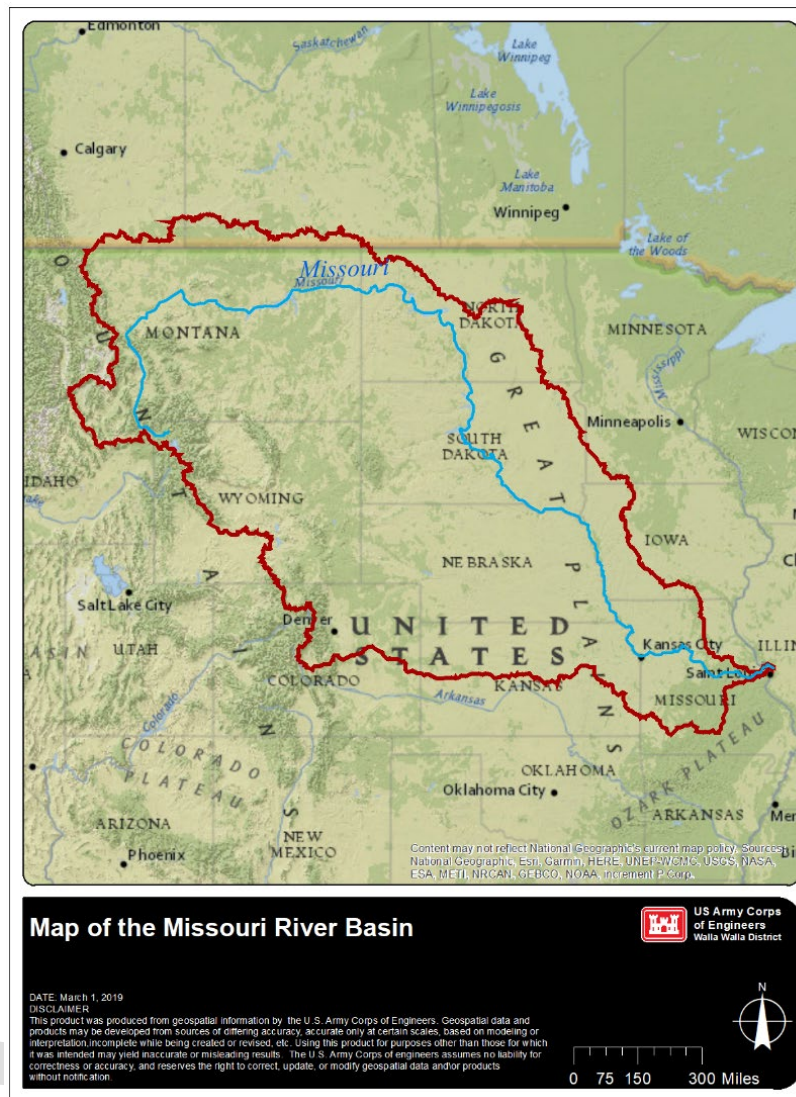 Edmonton
Saskatchewan
Lake
Winnipeg
Lake
Winnipegosis
Calgary
Lake
Manitoba
Winnipeg
Lake of
the Woods
Missouri
Missouri
MONTANA
NORTH
DAKOTA
MINNESOTA
Mississippi
Minneapolis
SOUTH
DAKOTA
WISCON
IDAHO
WYOMING
IOWA
NEBRASKA
Salt Lake City
Denver
UNITED
STATES
Kansas City
ILLIN
UTAH
Saint Louis
COLORADO
KANSAS
MISSOURI
Arkansas
Colorado
COLORADO
PLATEAU
GREAT PLAINS
OKLAHOMA
Oklahoma City
OZARK PLATEAU
ARKANSAS
ARIZONA
Phoenix
NEW
MEXICO
Content may not reflect National Geographic's current map policy. Sources:
National Geographic, Esri, Garmin, HERE, UNEP-WCMC, USGS, NASA,
ESA, METI, NRCAN, GEBCO, NOAA, increment P Corp.
Map of the Missouri River Basin
US Army Corps
of Engineers
Walla Walla District
DATE: March 1, 2019
DISCLAIMER
This product was produced from geospatial information by the U.S. Army Corps of Engineers. Geospatial data and
products may be developed from sources of differing accuracy, accurate only at certain scales, based on modeling or
interpretation,incomplete while being created or revised, etc. Using this product for purposes other than those for which
it was intended may yield inaccurate or misleading results. The U.S. Army Corps of engineers assumes no liability for
correctness or accuracy, and reserves the right to correct, update, or modify geospatial data and/or products
without notification.
N
0 75 150 300 Miles